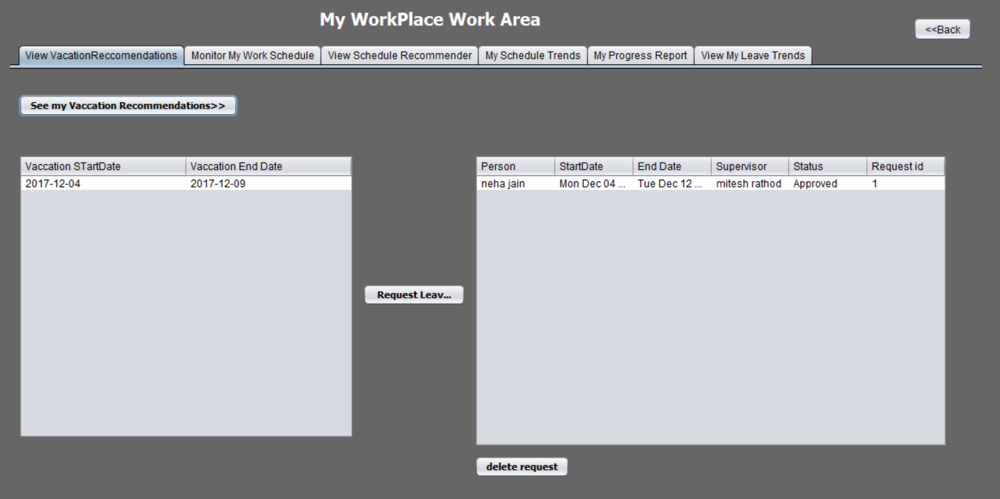 My WorkPlace Work Area
<<Back
View VacationReccomendations Monitor My Work Schedule View Schedule Recommender My Schedule Trends My Progress Report View My Leave Trends
See my Vaccation Recommendations>>
Vaccation STartDate Vaccation End Date
2017-12-04 2017-12-09
Request Leav...
Person StartDate End Date Supervisor Status Request id
neha jain Mon Dec 04 ... Tue Dec 12 ... mitesh rathod Approved 1
delete request